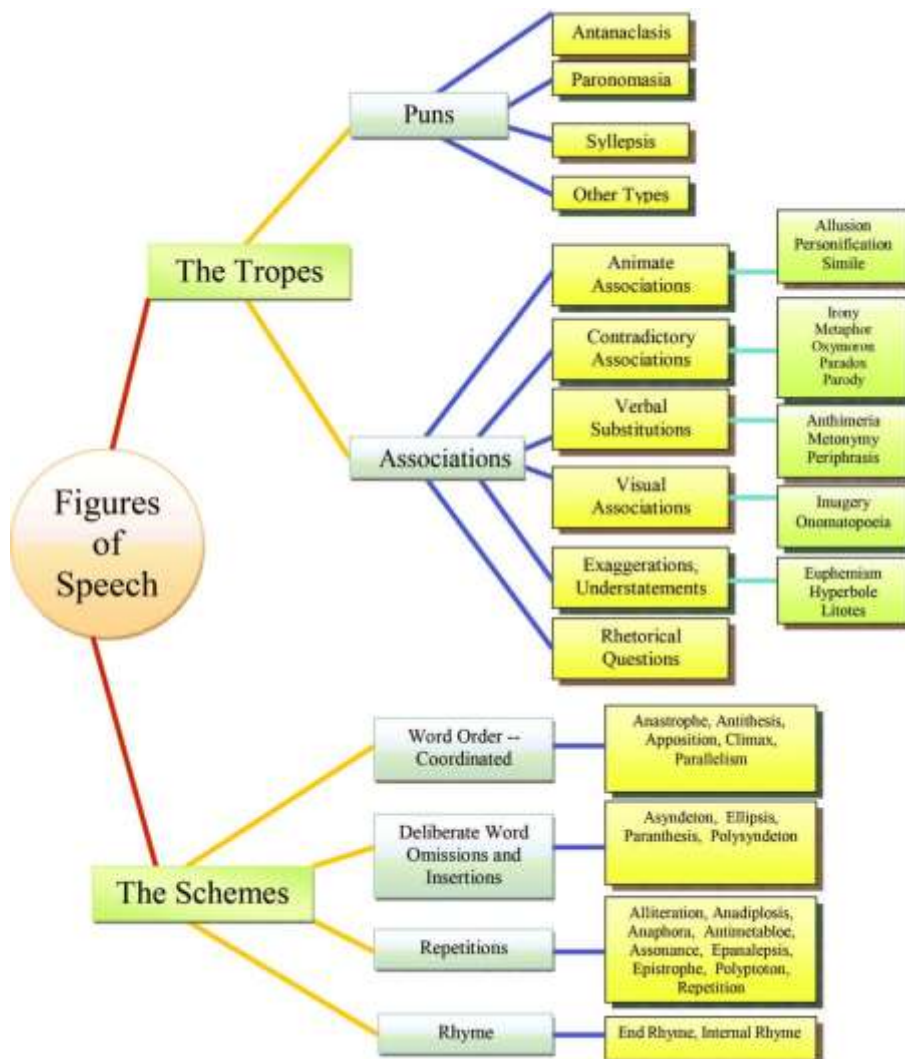 Figures
of
Speech
The Tropes
Puns
Antanaclasis
Paronomasia
Syllepsis
Other Types
Associations
Animate
Associations
Allusion
Personification
Simile
Contradictory
Associations
Irony
Metaphor
Oxymoron
Paradox
Parody
Verbal
Substitutions
Anthimeria
Metonymy
Periphrasis
Visual
Associations
Imagery
Onomatopoeia
Exaggerations,
Understatements
Euphemium
Hyperbole
Litotes
Rhetorical
Questions
The Schemes
Word Order --
Coordinated
Anastrophe, Antithesis,
Apposition, Climax,
Parallelism
Deliberate Word
Omissions and
Insertions
Asyndeton, Ellipsis,
Paranthesis, Polysyndeton
Repetitions
Alliteration, Anadiplosis,
Anaphora, Antimetabloe,
Assonance, Epanalepsis,
Epistrophe, Polyptoton,
Repetition
Rhyme
End Rhyme, Internal Rhyme